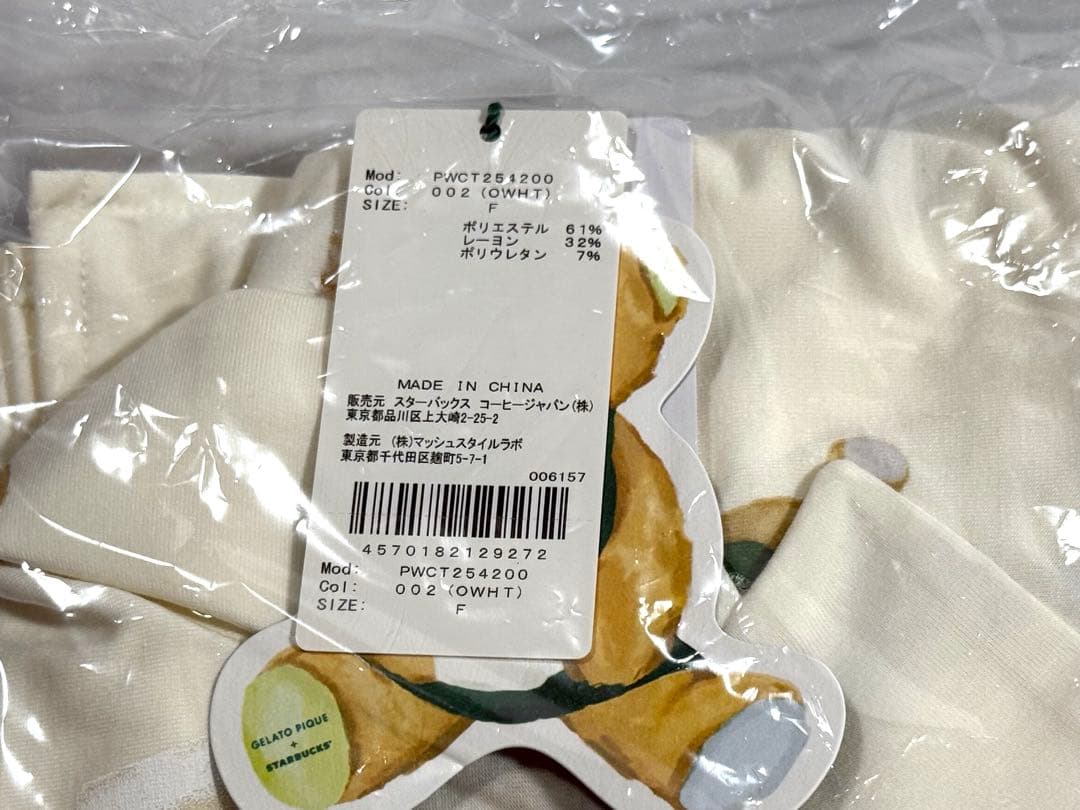 Mod: PWCT254200
Col: 002 (OWHT)
SIZE: F
ポリエステル 61%
レーヨン 32%
ポリウレタン 7%
MADE IN CHINA
販売元 スターバックス コーヒージャパン(株)
東京都品川区上大崎2-25-2
製造元 (株)マッシュスタイルラボ
東京都千代田区麹町5-7-1
006157
4570182129272
Mod: PWCT254200
Col: 002 (OWHT)
SIZE: F
GELATO PIQUE
+
STARBUCKS